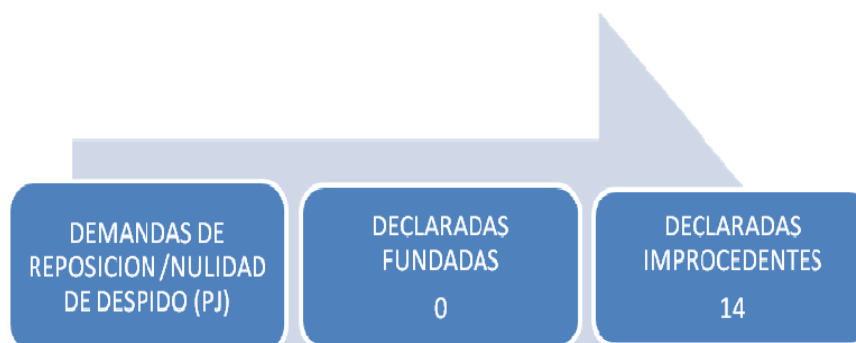 DEMANDAS DE
REPOSICION /NULIDAD
DE DESPIDO (PJ)
DECLARADAS
FUNDADAS
0
DECLARADAS
IMPROCEDENTES
14